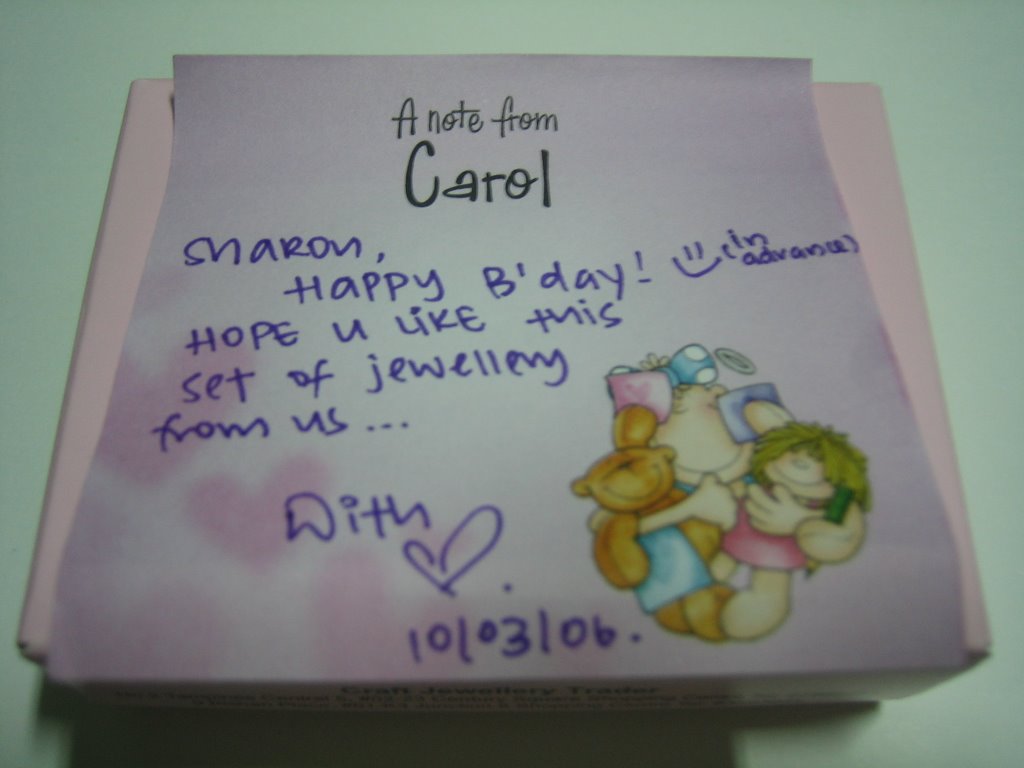 A note from
Carol
Sharon,
Happy B'day! (in advance)
HOPE u LIKE this
set of jewellery
from us...
With
10/03/06.
Craft Jewellery Trader